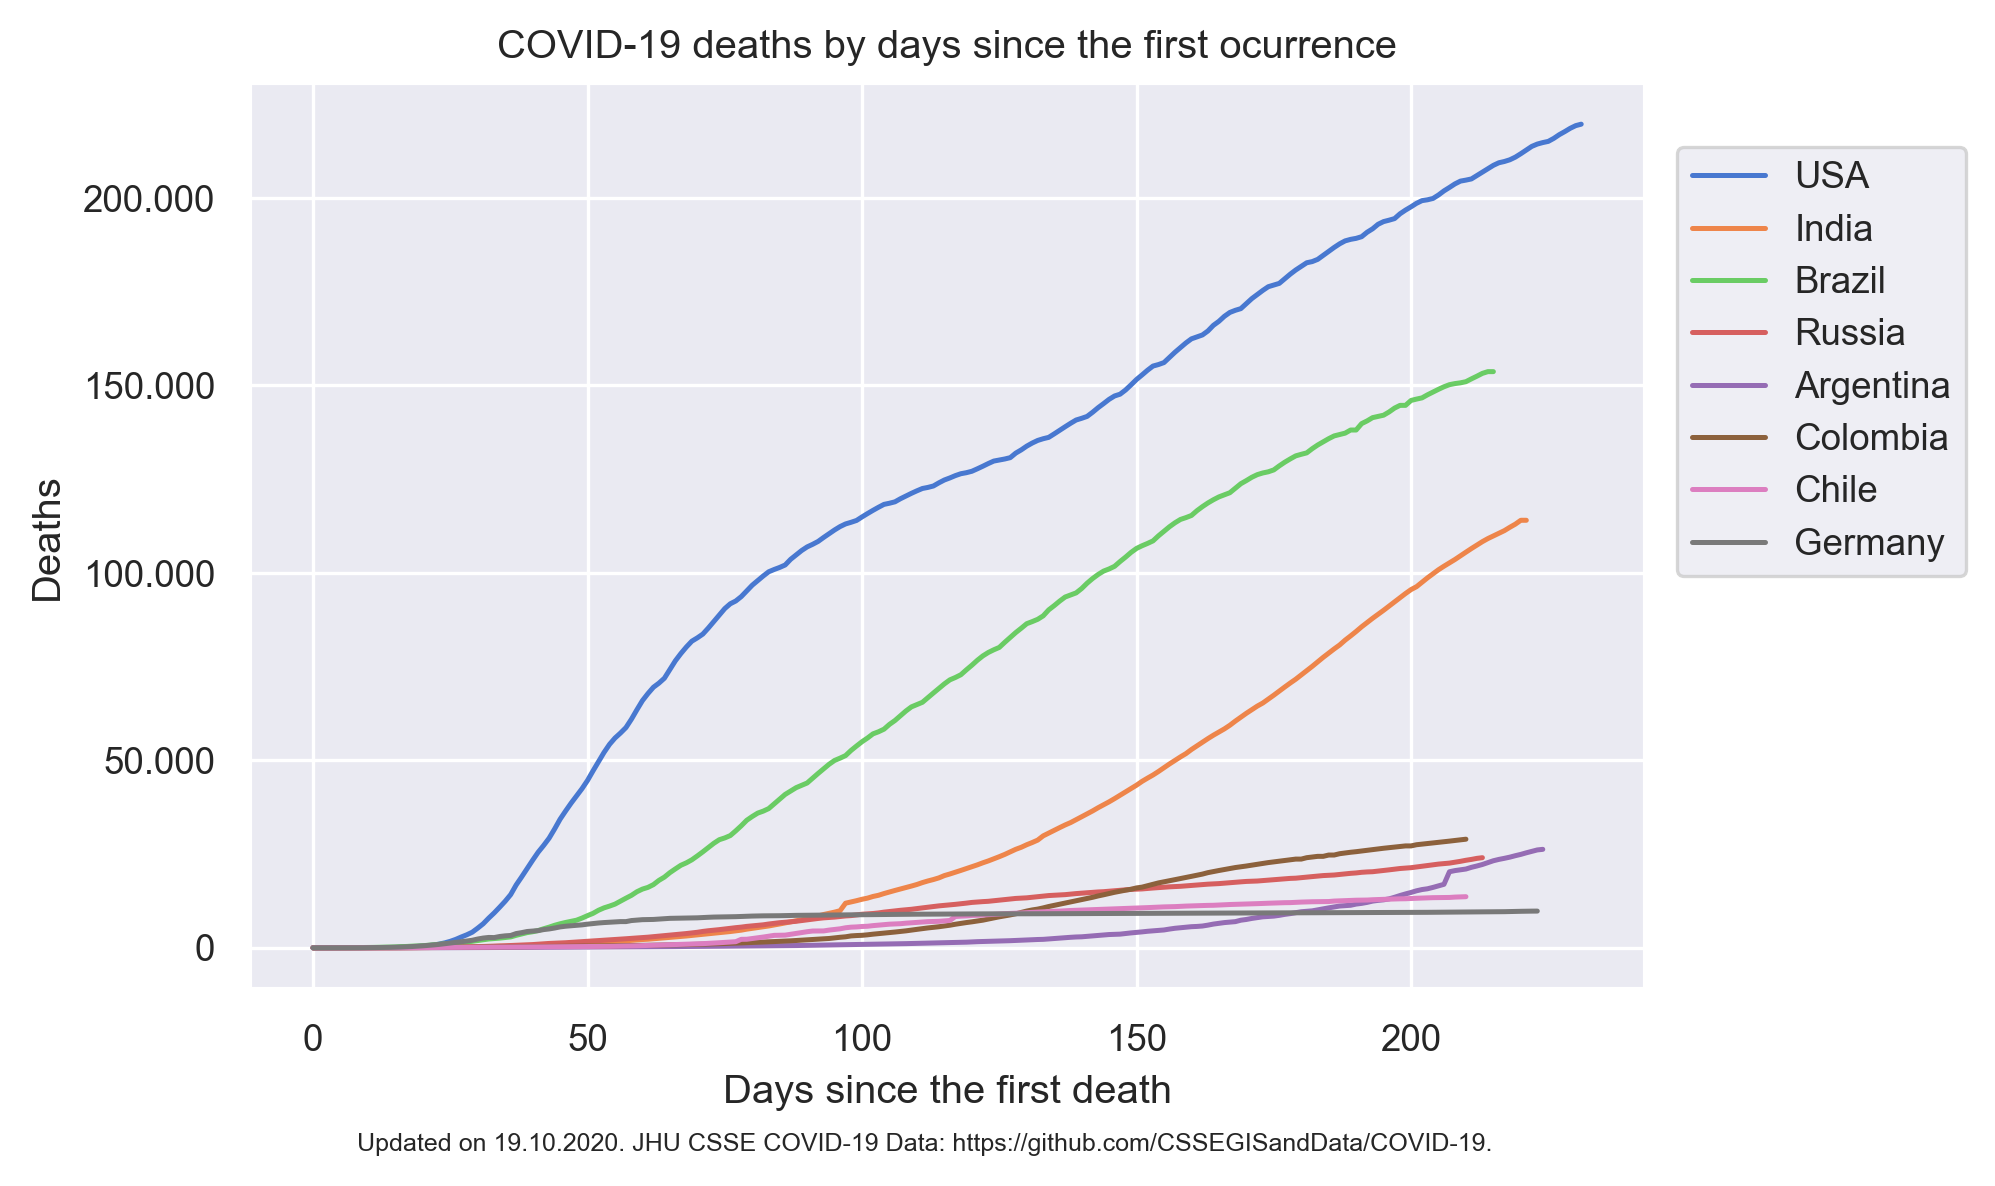 COVID-19 deaths by days since the first ocurrence
200.000
150.000
100.000
50.000
0
Deaths
0 50 100 150 200
Days since the first death
USA
India
Brazil
Russia
Argentina
Colombia
Chile
Germany
Updated on 19.10.2020. JHU CSSE COVID-19 Data: https://github.com/CSSEGISandData/COVID-19.